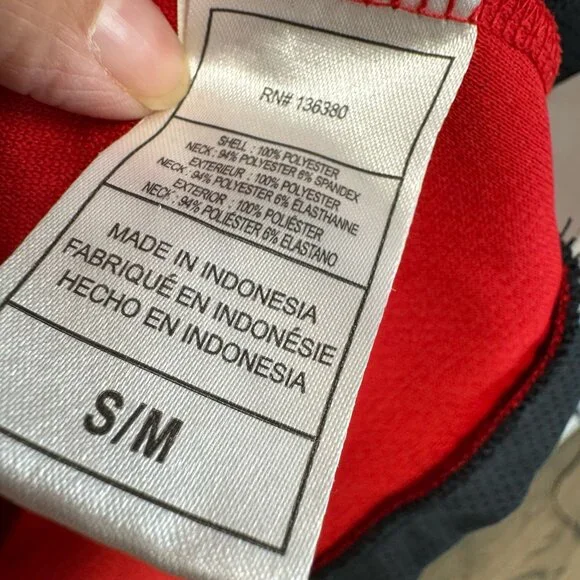 RN# 136380
SHELL : 100% POLYESTER
NECK : 94% POLYESTER 6% SPANDEX
EXTERIEUR : 100% POLYESTER
NECK : 94% POLYESTER 6% ÉLASTHANNE
EXTERIOR : 100% POLIÉSTER
NECK : 94% POLIÉSTER 6% ELASTANO
MADE IN INDONESIA
FABRIQUÉ EN INDONÉSIE
HECHO EN INDONESIA
S/M